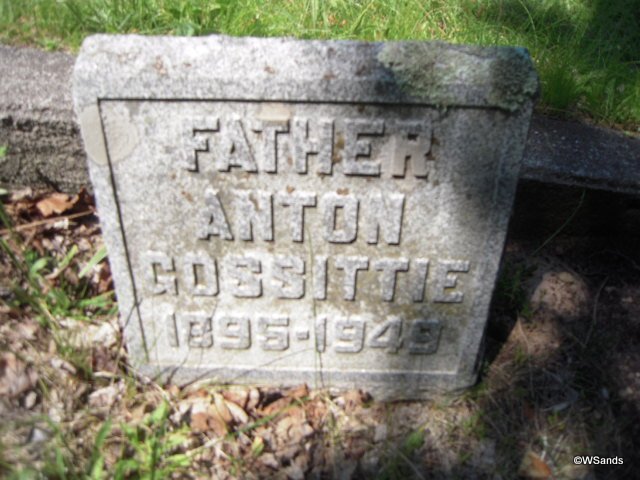 FATHER
ANTON
GOSSITTIE
1895-1949
©WSands